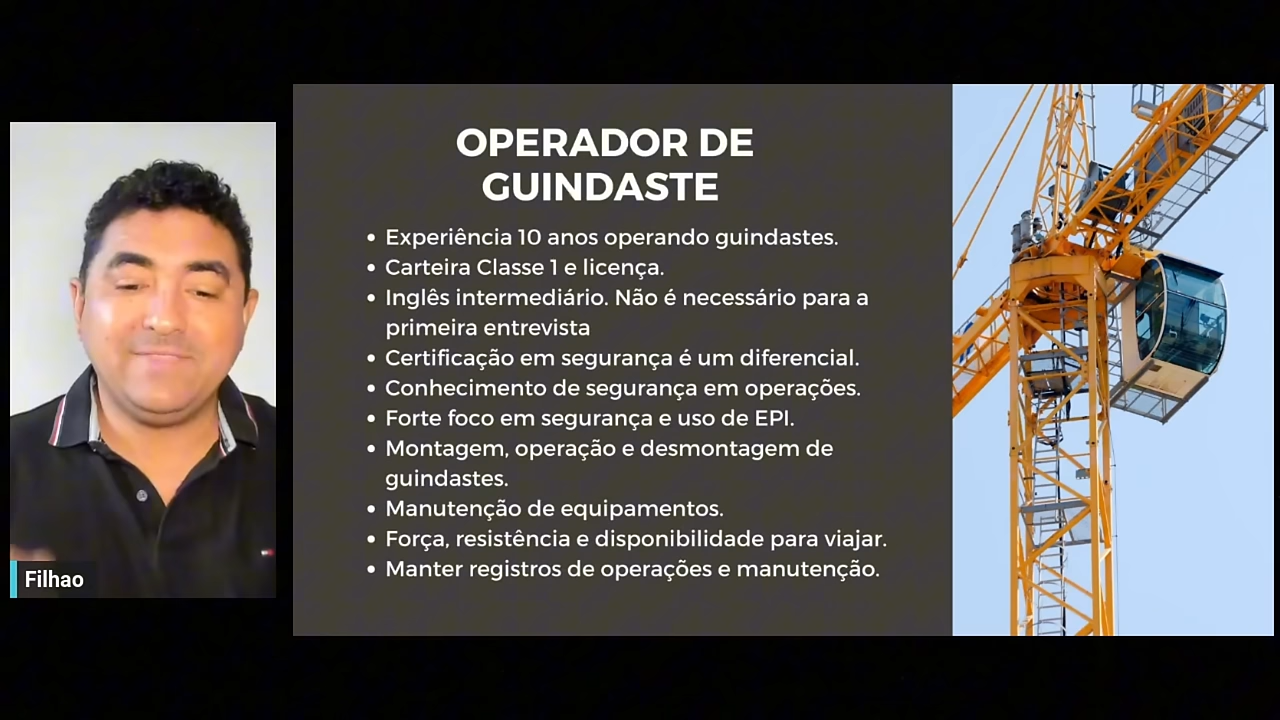 OPERADOR DE
GUINDASTE
• Experiência 10 anos operando guindastes.
• Carteira Classe 1 e licença.
• Inglês intermediário. Não é necessário para a
primeira entrevista
• Certificação em segurança é um diferencial.
• Conhecimento de segurança em operações.
• Forte foco em segurança e uso de EPI.
• Montagem, operação e desmontagem de
guindastes.
• Manutenção de equipamentos.
• Força, resistência e disponibilidade para viajar.
• Manter registros de operações e manutenção.
Filhao